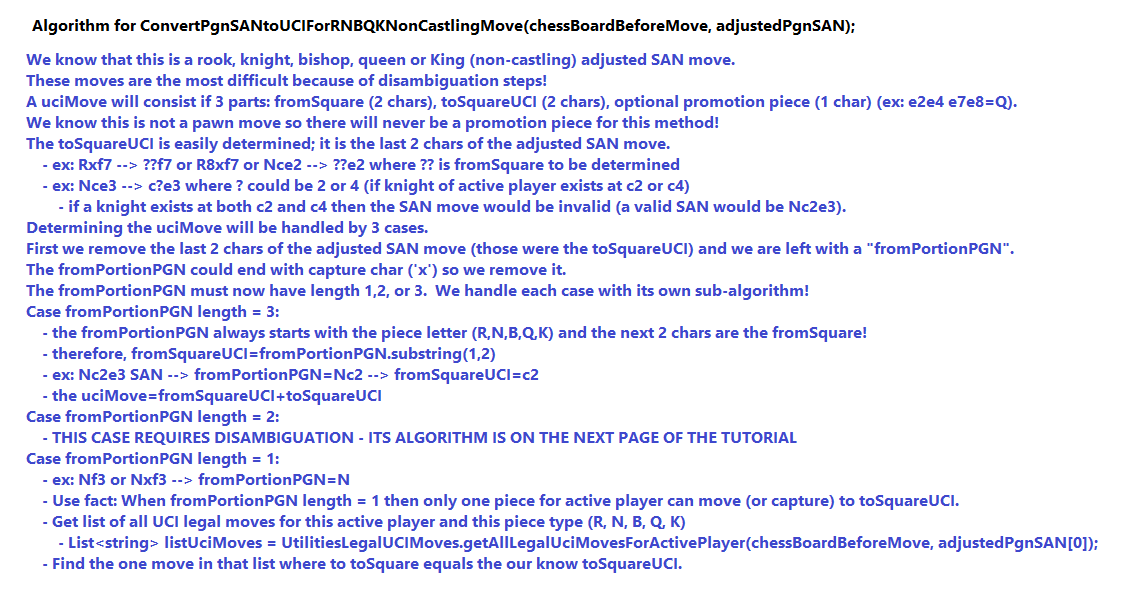 Algorithm for ConvertPgnSANtoUCIForRNBQKNonCastlingMove(chessBoardBeforeMove, adjustedPgnSAN);
We know that this is a rook, knight, bishop, queen or King (non-castling) adjusted SAN move.
These moves are the most difficult because of disambiguation steps!
A uciMove will consist if 3 parts: fromSquare (2 chars), toSquareUCI (2 chars), optional promotion piece (1 char) (ex: e2e4 e7e8=Q).
We know this is not a pawn move so there will never be a promotion piece for this method!
The toSquareUCI is easily determined; it is the last 2 chars of the adjusted SAN move.
- ex: Rxf7 --> ??f7 or R8xf7 or Nce2 --> ??e2 where ?? is fromSquare to be determined
- ex: Nce3 --> c?e3 where ? could be 2 or 4 (if knight of active player exists at c2 or c4)
- if a knight exists at both c2 and c4 then the SAN move would be invalid (a valid SAN would be Nc2e3).
Determining the uciMove will be handled by 3 cases.
First we remove the last 2 chars of the adjusted SAN move (those were the toSquareUCI) and we are left with a "fromPortionPGN".
The fromPortionPGN could end with capture char ('x') so we remove it.
The fromPortionPGN must now have length 1,2, or 3.  We handle each case with its own sub-algorithm!
Case fromPortionPGN length = 3:
- the fromPortionPGN always starts with the piece letter (R,N,B,Q,K) and the next 2 chars are the fromSquare!
- therefore, fromSquareUCI=fromPortionPGN.substring(1,2)
- ex: Nc2e3 SAN --> fromPortionPGN=Nc2 --> fromSquareUCI=c2
- the uciMove=fromSquareUCI+toSquareUCI
Case fromPortionPGN length = 2:
- THIS CASE REQUIRES DISAMBIGUATION - ITS ALGORITHM IS ON THE NEXT PAGE OF THE TUTORIAL
Case fromPortionPGN length = 1:
- ex: Nf3 or Nxf3 --> fromPortionPGN=N
- Use fact: When fromPortionPGN length = 1 then only one piece for active player can move (or capture) to toSquareUCI.
- Get list of all UCI legal moves for this active player and this piece type (R, N, B, Q, K)
- List<string> listUciMoves = UtilitiesLegalUCIMoves.getAllLegalUciMovesForActivePlayer(chessBoardBeforeMove, adjustedPgnSAN[0]);
- Find the one move in that list where to toSquare equals the our know toSquareUCI.